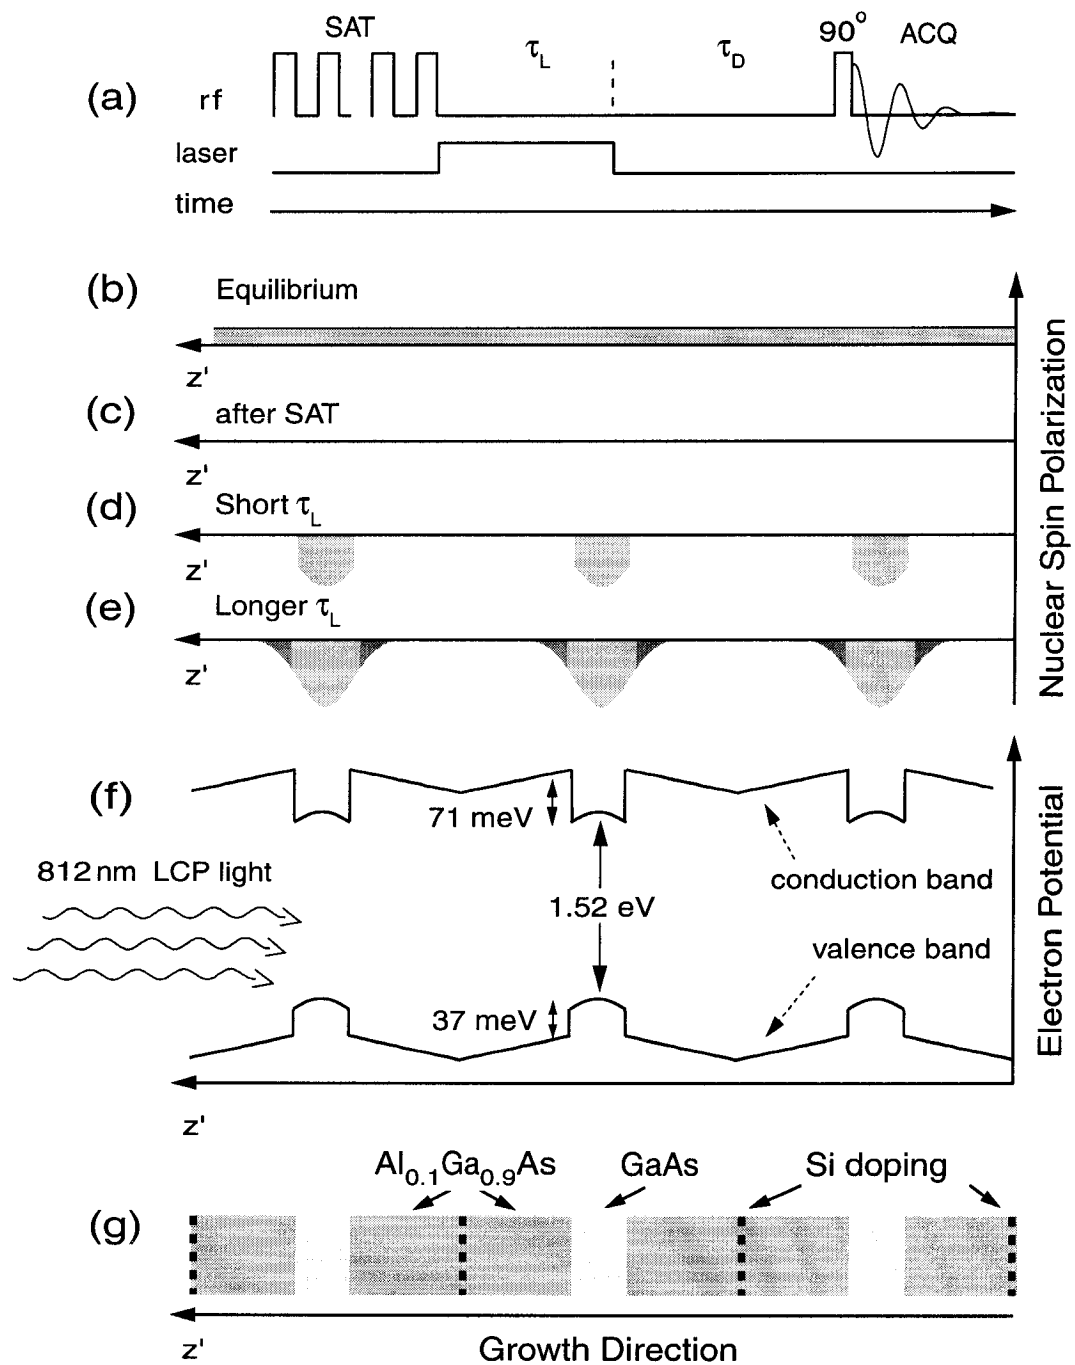 SAT
τL
τD
90°
ACQ
(a)
rf
laser
time
(b)
Equilibrium
z'
(c)
after SAT
z'
(d)
Short τL
z'
(e)
Longer τL
z'
Nuclear Spin Polarization
(f)
71 meV
812 nm LCP light
1.52 eV
conduction band
valence band
37 meV
Electron Potential
z'
Al0.1Ga0.9As
GaAs
Si doping
(g)
z'
Growth Direction